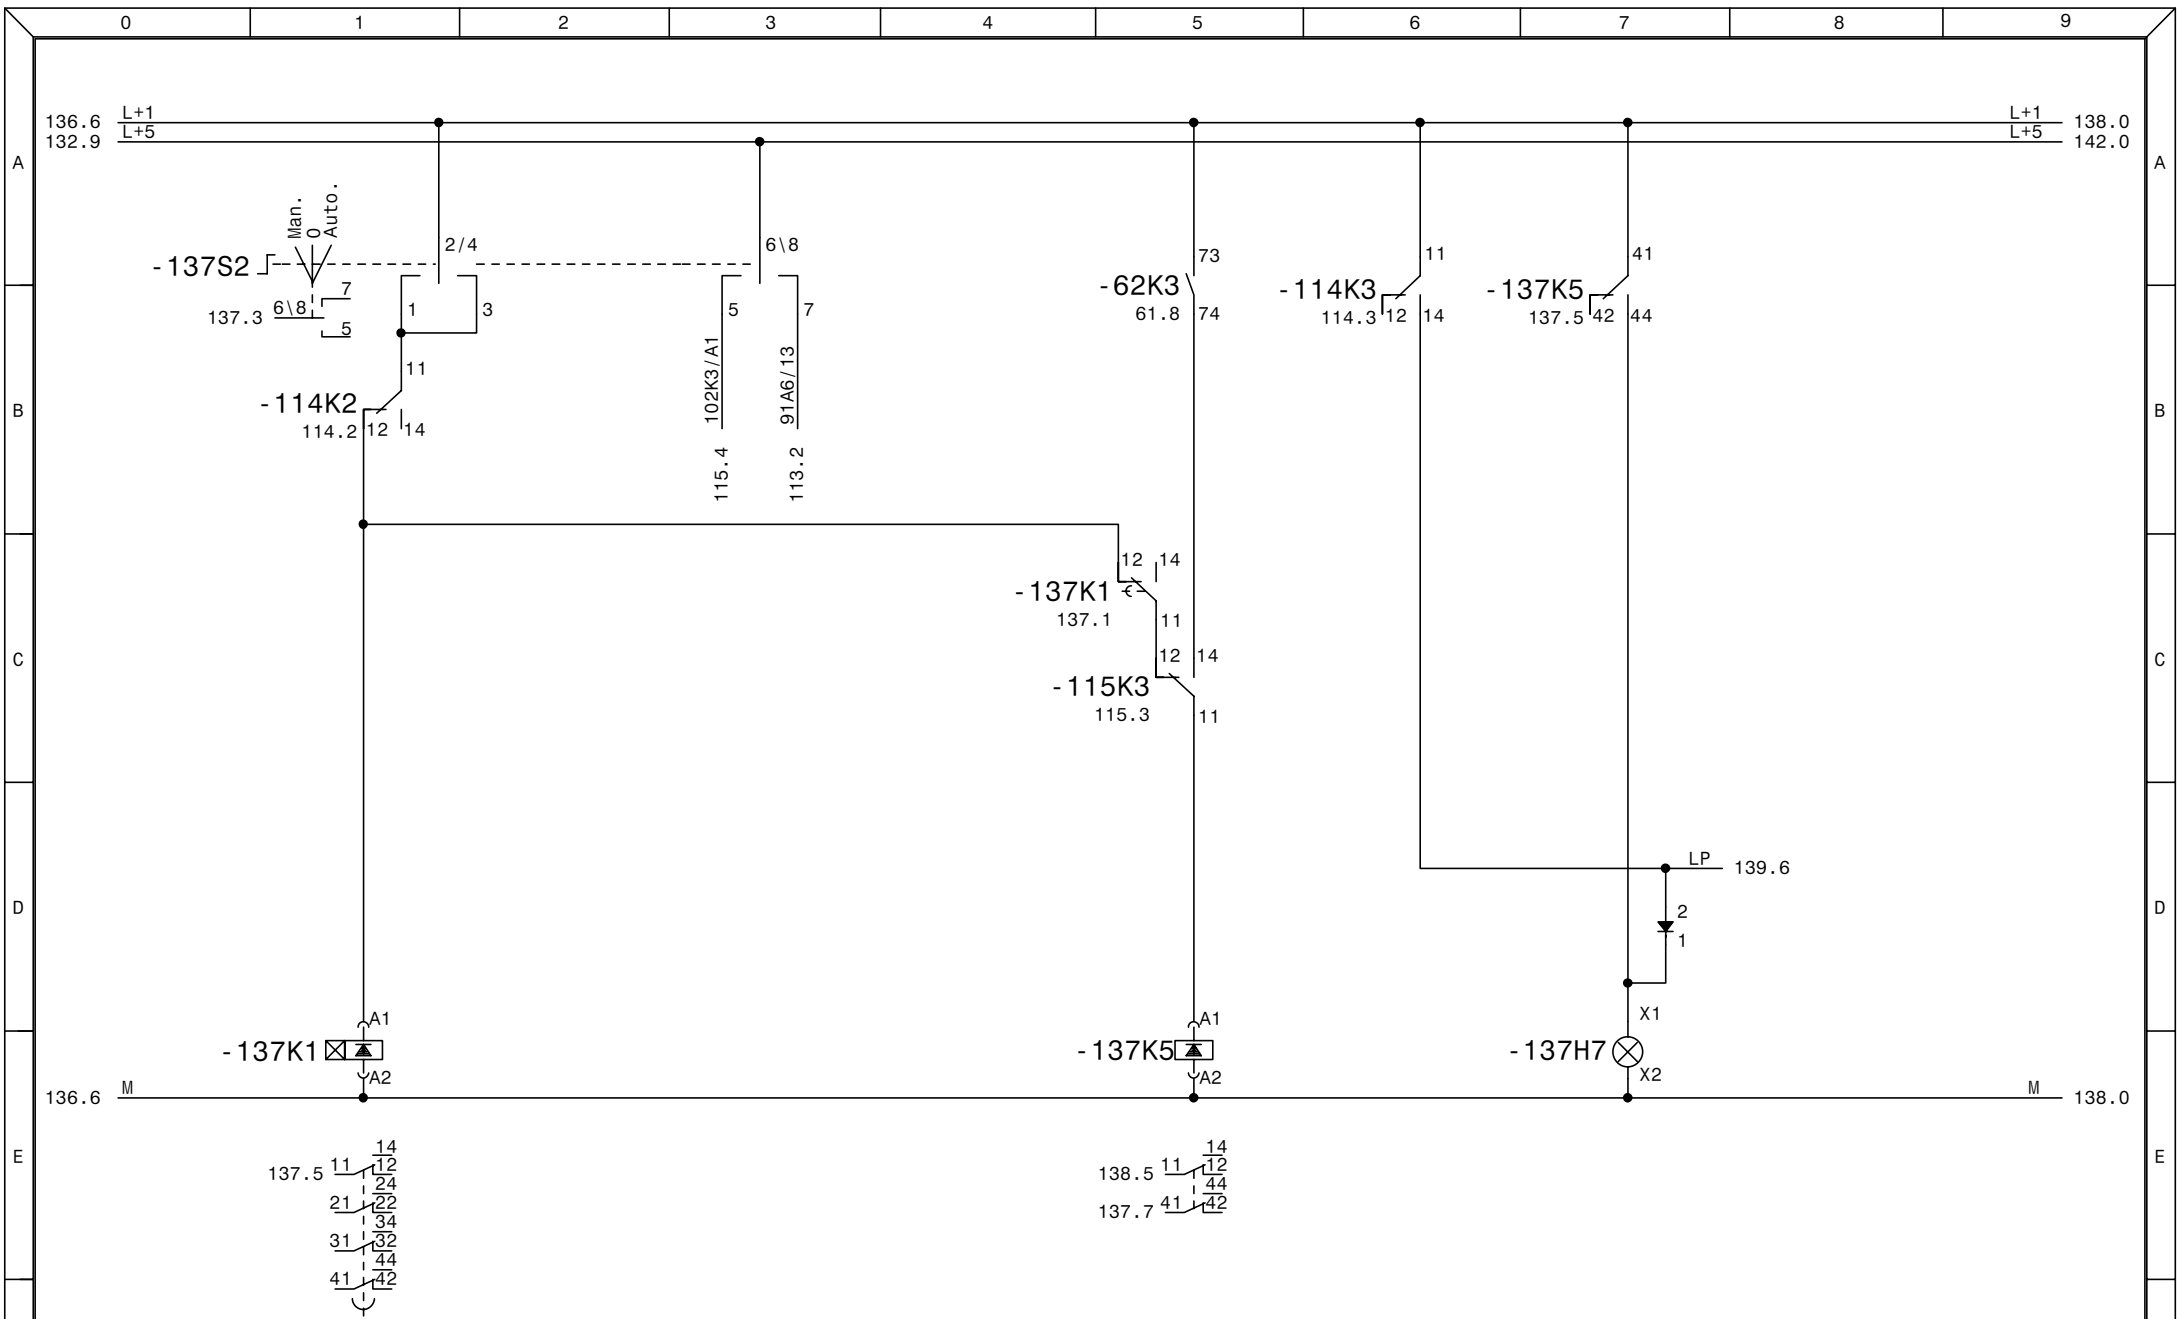 0 1 2 3 4 5 6 7 8 9
136.6 L+1 L+1 138.0
132.9 L+5 L+5 142.0
A A
Man.
0
Auto.
-137S2 2/4 6\8
73 11 41
7
137.3 6\8
5
1 3 5 7
-62K3 -114K3 -137K5
61.8 74 114.3 12 14 137.5 42 44
102K3/A1
91A6/13
11
-114K2
114.2 12 14
B B
115.4
113.2
12 14
-137K1
137.1 11
12 14
-115K3
115.3 11
C C
LP 139.6
D D
2
1
A1 A1 X1
-137K1 -137K5 -137H7
A2 A2 X2
136.6 M M 138.0
E E
14
137.5 11 12
24
21 22
34
31 32
44
41 42
14
138.5 11 12
44
137.7 41 42